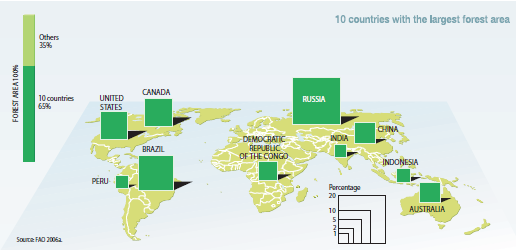 10 countries with the largest forest area
FOREST AREA 100%
Others
35%
10 countries
65%
UNITED
STATES
CANADA
RUSSIA
CHINA
INDIA
DEMOCRATIC
REPUBLIC
OF THE CONGO
BRAZIL
PERU
INDONESIA
AUSTRALIA
Percentage
20
10
5
2
1
Source: FAO 2006a.